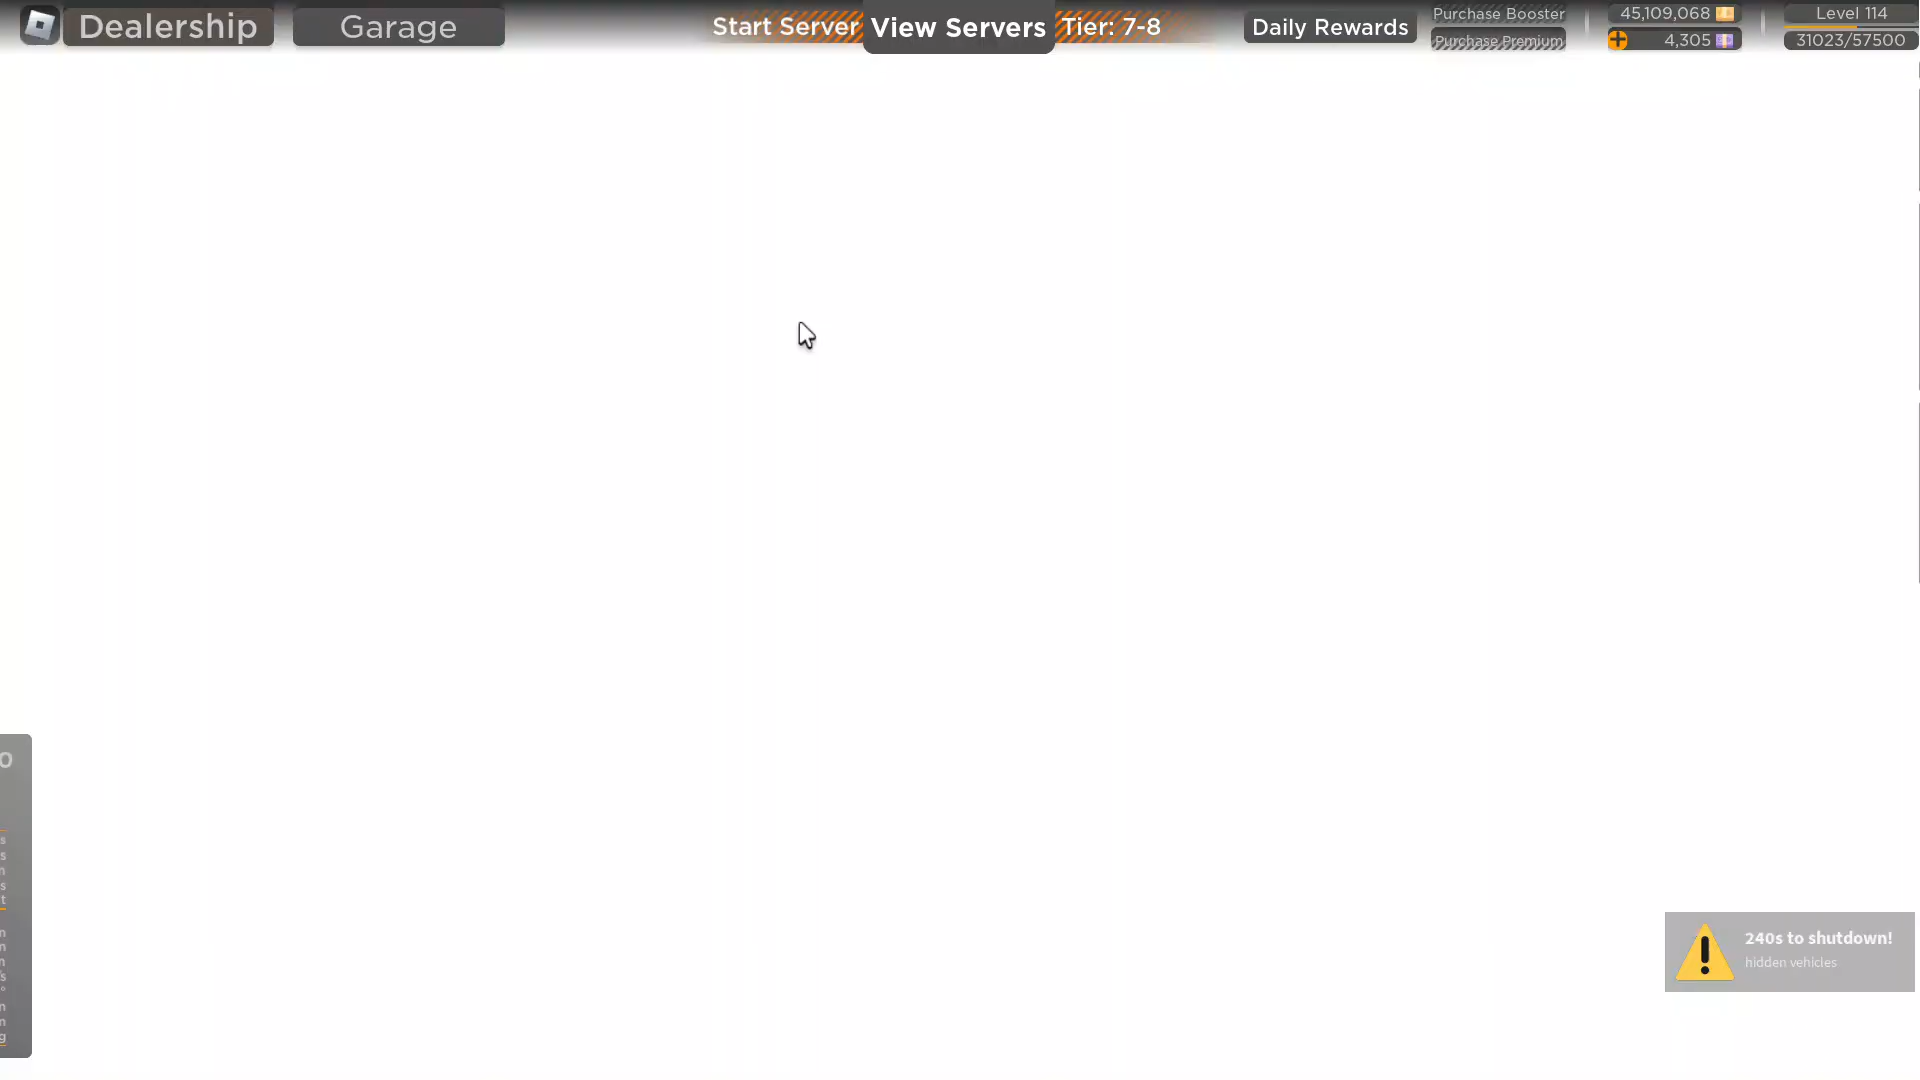 Dealership
Garage
Start Server
View Servers
Tier: 7-8
Daily Rewards
Purchase Booster
Purchase Premium
45,109,068
4,305
Level 114
31023/57500
o
s
s
n
s
t
n
n
n
s
°
n
n
g
240s to shutdown!
hidden vehicles